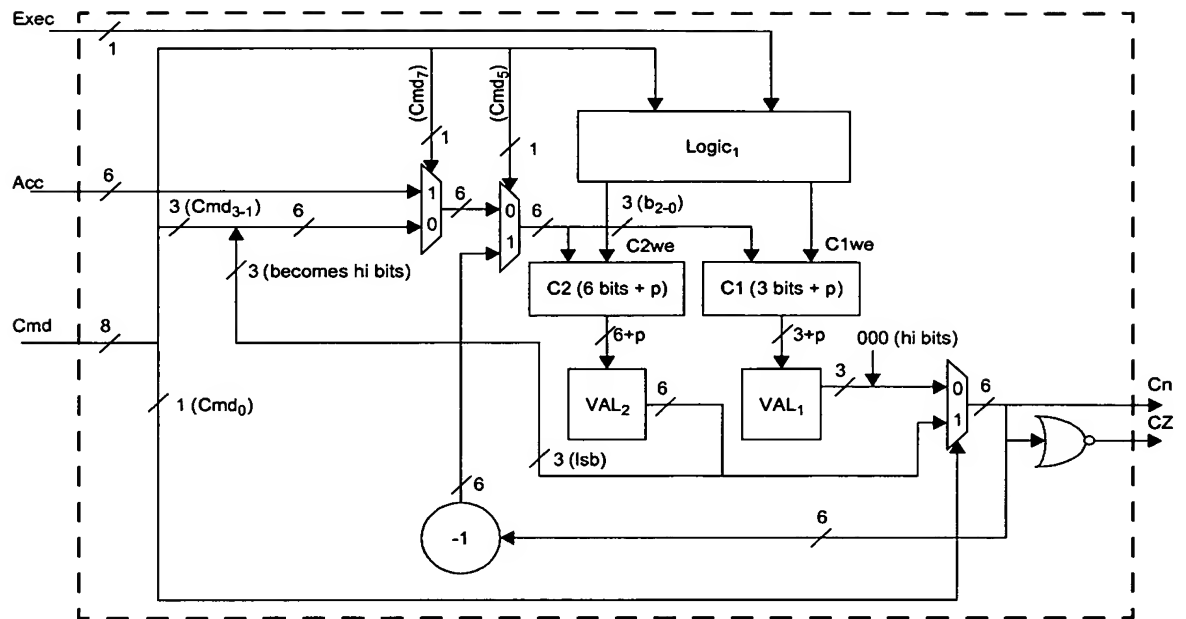 Exec
1
(Cmd₇)
(Cmd₅)
1
1
Logic₁
Acc
6
1
0
6
0
1
6
3 (b₂₋₀)
3 (Cmd₃₋₁)
6
C2we
C1we
3 (becomes hi bits)
C2 (6 bits + p)
C1 (3 bits + p)
Cmd
8
6+p
3+p
000 (hi bits)
VAL₂
6
VAL₁
3
0
1
6
Cn
CZ
1 (Cmd₀)
3 (lsb)
6
-1
6